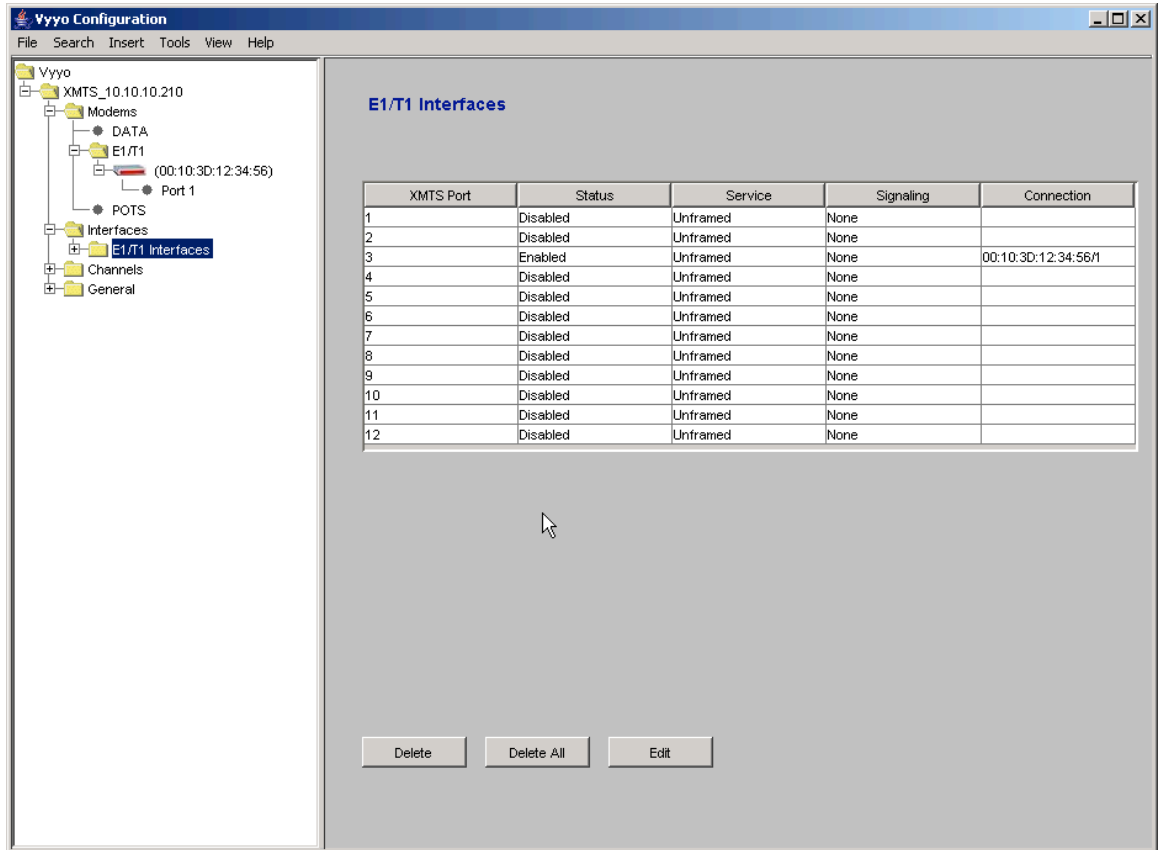 Vyyo Configuration
File Search Insert Tools View Help
Vyyo
XMTS_10.10.10.210
Modems
DATA
E1/T1
(00:10:3D:12:34:56)
Port 1
POTS
Interfaces
E1/T1 Interfaces
Channels
General
E1/T1 Interfaces
XMTS Port Status Service Signaling Connection
1 Disabled Unframed None
2 Disabled Unframed None
3 Enabled Unframed None 00:10:3D:12:34:56/1
4 Disabled Unframed None
5 Disabled Unframed None
6 Disabled Unframed None
7 Disabled Unframed None
8 Disabled Unframed None
9 Disabled Unframed None
10 Disabled Unframed None
11 Disabled Unframed None
12 Disabled Unframed None
Delete Delete All Edit